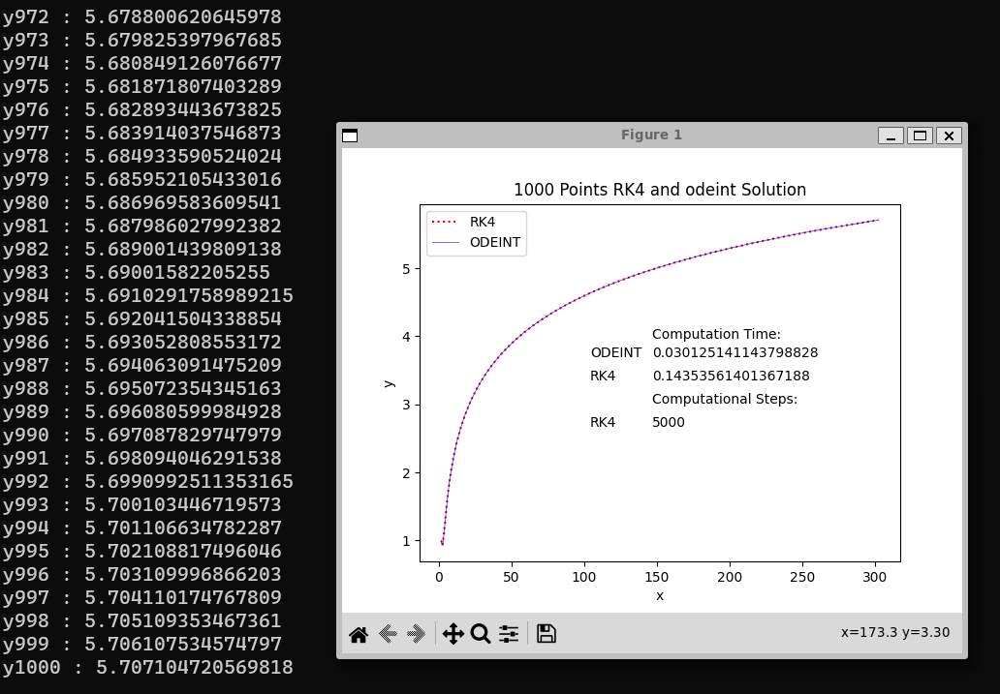 y972 : 5.678800620645978
y973 : 5.679825397967685
y974 : 5.680849126076677
y975 : 5.681871807403289
y976 : 5.682893443673825
y977 : 5.683914037546873
y978 : 5.684933590524024
y979 : 5.685952105433016
y980 : 5.686969583609541
y981 : 5.687986027992382
y982 : 5.689001439809138
y983 : 5.69001582205255
y984 : 5.6910291758989215
y985 : 5.692041504338854
y986 : 5.693052808553172
y987 : 5.694063091475209
y988 : 5.695072354345163
y989 : 5.696080599984928
y990 : 5.697087829747979
y991 : 5.698094046291538
y992 : 5.6990992511353165
y993 : 5.700103446719573
y994 : 5.701106634782287
y995 : 5.702108817496046
y996 : 5.703109996866203
y997 : 5.704110174767809
y998 : 5.705109353467361
y999 : 5.706107534574797
y1000 : 5.707104720569818
Figure 1
1000 Points RK4 and odeint Solution
RK4
ODEINT
5
4
3
2
1
y
Computation Time:
ODEINT 0.030125141143798828
RK4 0.14353561401367188
Computational Steps:
RK4 5000
0 50 100 150 200 250 300
x
x=173.3 y=3.30